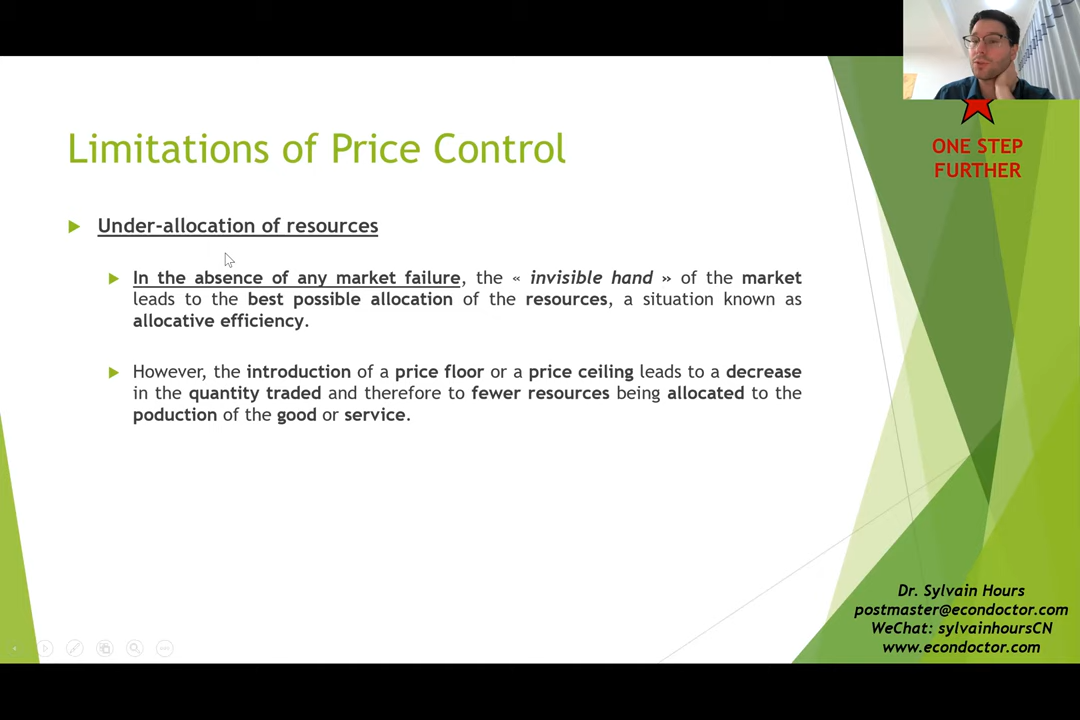 Limitations of Price Control
ONE STEP
FURTHER
Under-allocation of resources
In the absence of any market failure, the « invisible hand » of the market
leads to the best possible allocation of the resources, a situation known as
allocative efficiency.
However, the introduction of a price floor or a price ceiling leads to a decrease
in the quantity traded and therefore to fewer resources being allocated to the
poduction of the good or service.
Dr. Sylvain Hours
postmaster@econdoctor.com
WeChat: sylvainhoursCN
www.econdoctor.com